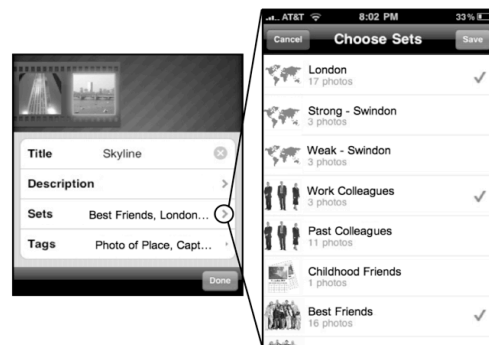 Title Skyline
Description
Sets Best Friends, London...
Tags Photo of Place, Capt...
Done
AT&T 8:02 PM 33%
Cancel Choose Sets Save
London
17 photos
Strong - Swindon
3 photos
Weak - Swindon
3 photos
Work Colleagues
3 photos
Past Colleagues
11 photos
Childhood Friends
1 photos
Best Friends
16 photos